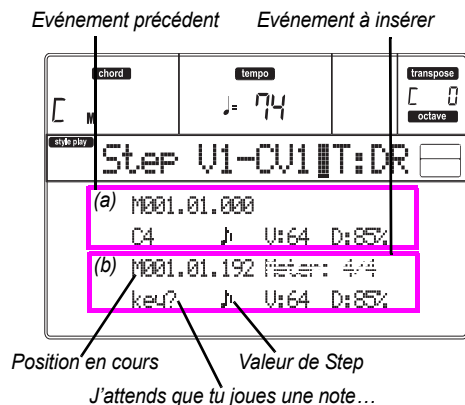 Evénement précédent Evénement à insérer
chord tempo transpose
C M ♩= 74 C 0
octave
style play
Step V1-CV1 T:DR
(a) M001.01.000
C4 ♪ V:64 D:85%
(b) M001.01.192 Meter: 4/4
key? ♪ V:64 D:85%
Position en cours Valeur de Step
J'attends que tu joues une note…